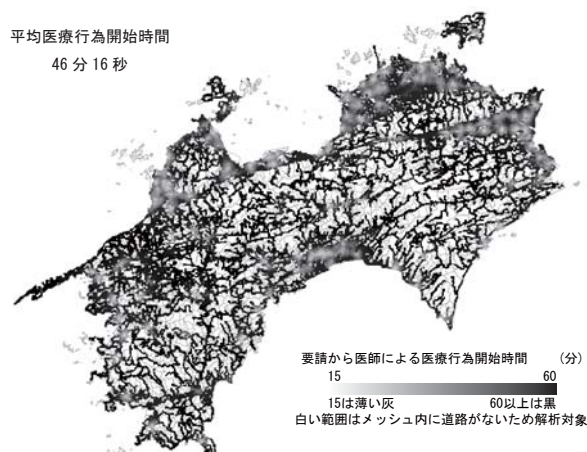 平均医療行為開始時間
46 分 16 秒
要請から医師による医療行為開始時間 (分)
15 60
15は薄い灰 60以上は黒
白い範囲はメッシュ内に道路がないため解析対象